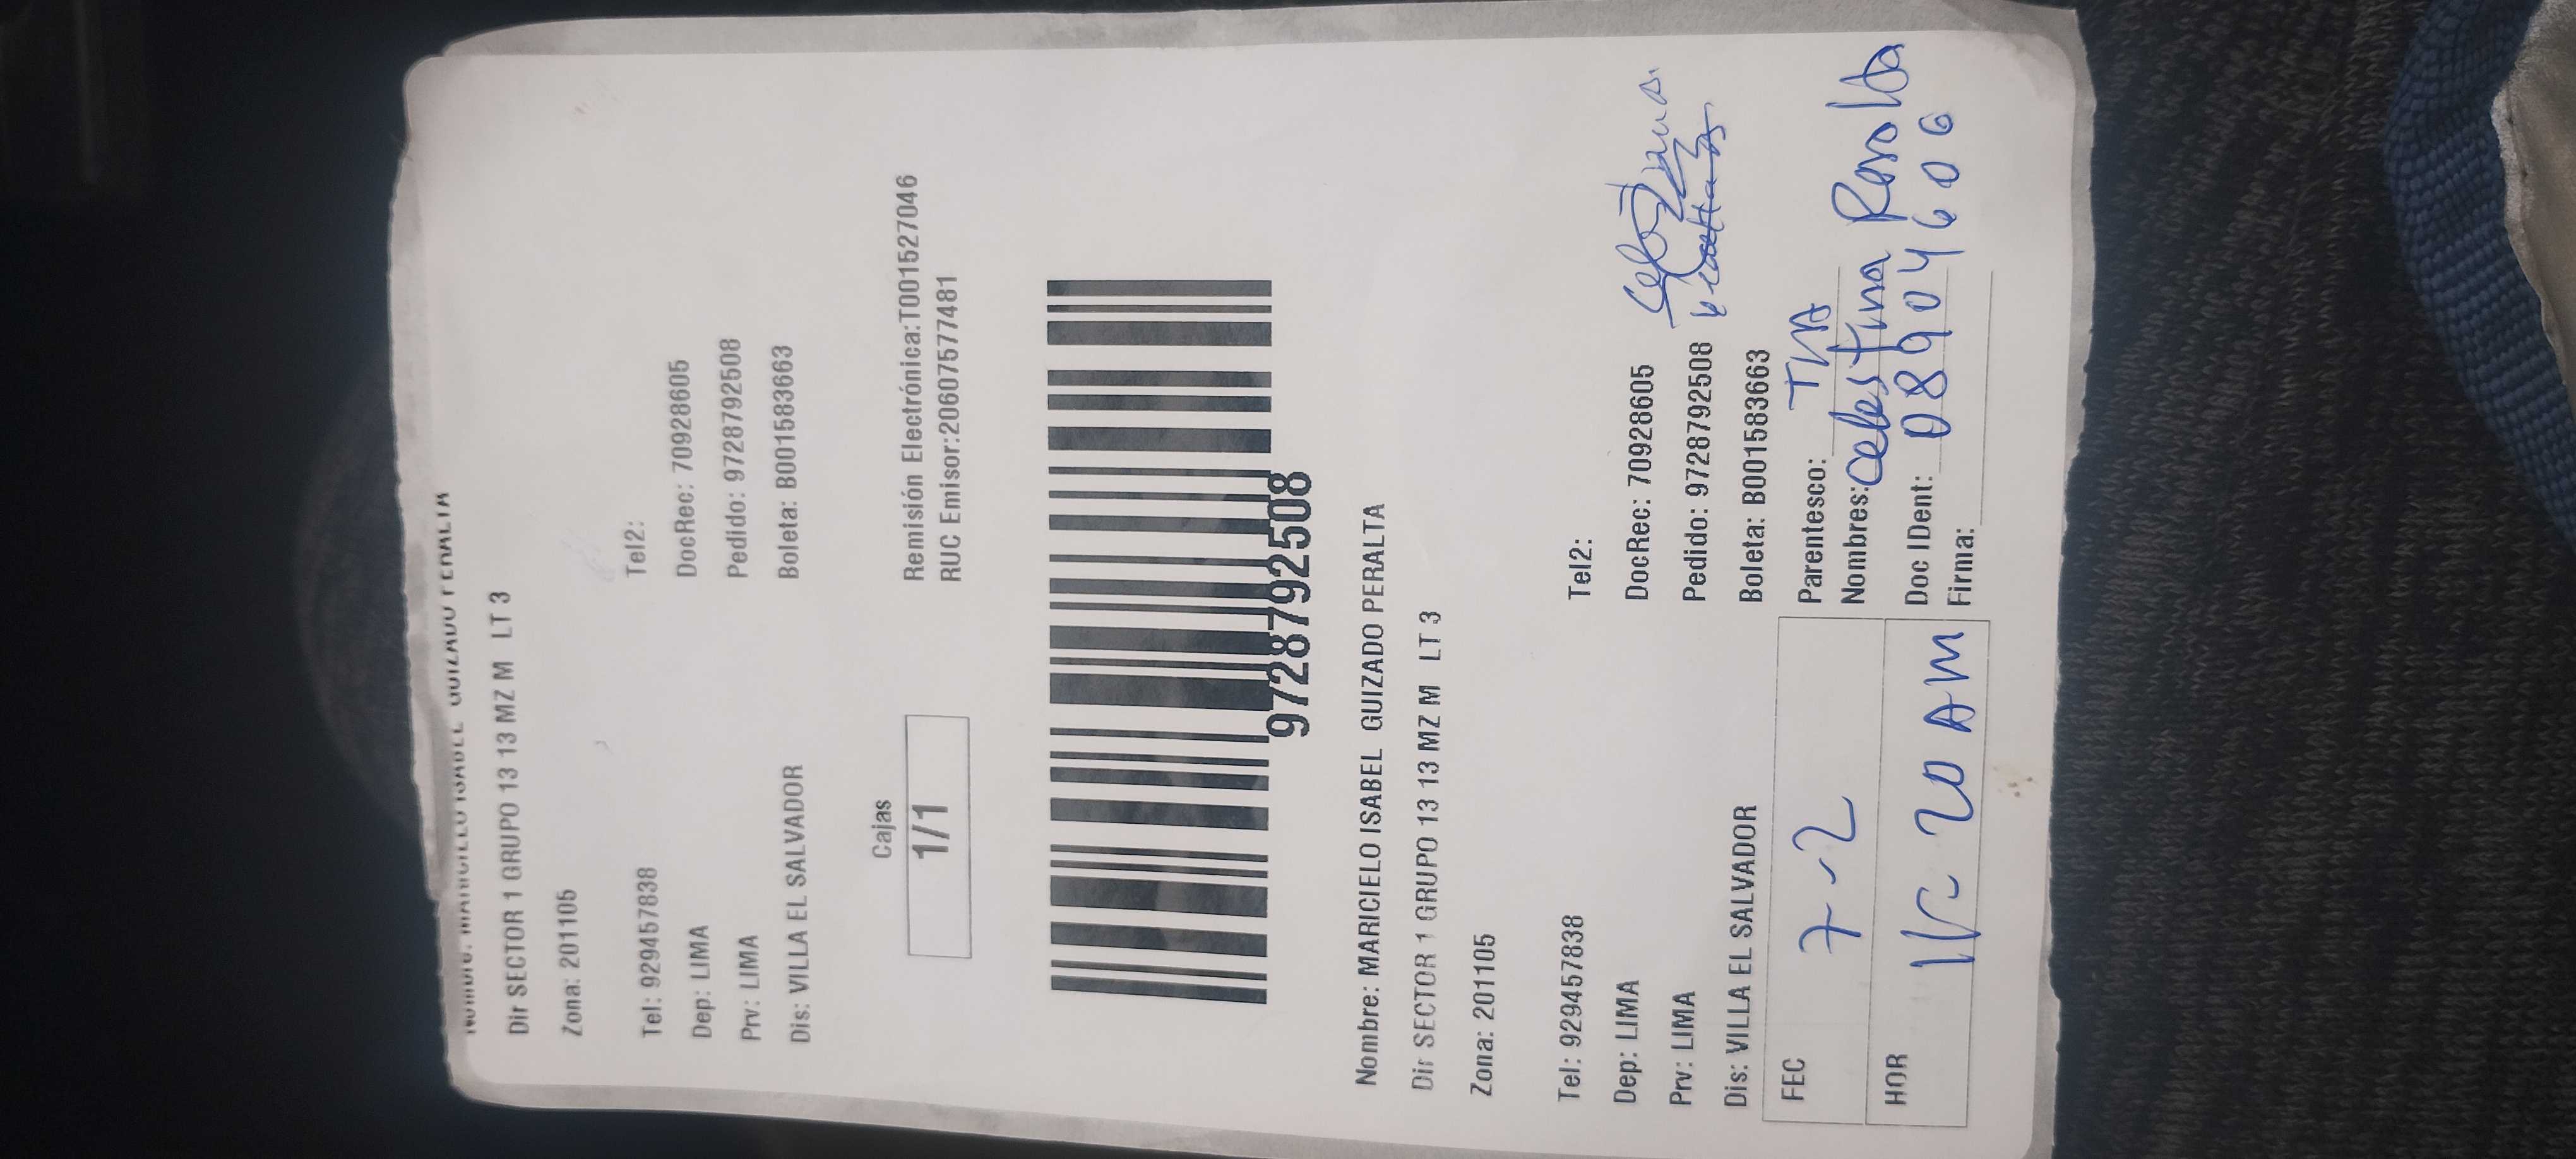 Dir SECTOR 1 GRUPO 13 13 MZ M LT 3
Zona: 201105
Tel: 929457838 Tel2:
Dep: LIMA DocRec: 70928605
Prv: LIMA Pedido: 97287792508
Dis: VILLA EL SALVADOR Boleta: B001583663
Cajas
1/1
Remisión Electrónica:T001527046
RUC Emisor:20607577481
97287792508
Nombre: MARICIELO ISABEL GUIZADO PERALTA
Dir SECTOR 1 GRUPO 13 13 MZ M LT 3
Zona: 201105
Tel: 929457838 Tel2:
Dep: LIMA DocRec: 70928605
Prv: LIMA Pedido: 97287792508
Dis: VILLA EL SALVADOR Boleta: B001583663
FEC 7-2
HOR 20 AM
Parentesco: TIA
Nombres: Celestina Peralta
Doc IDent: 08904606
Firma: